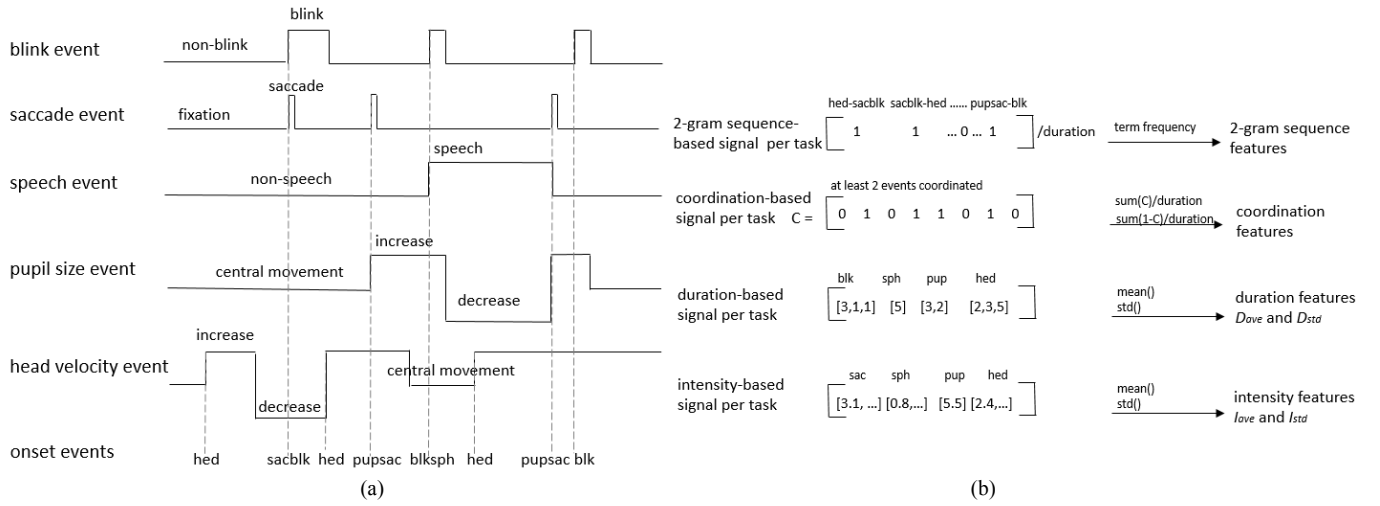 blink
blink event
non-blink
saccade
saccade event
fixation
speech
speech event
non-speech
increase
pupil size event
central movement
decrease
increase
head velocity event
central movement
decrease
onset events
hed sacblk hed pupsac blksph hed pupsac blk
(a)
hed-sacblk sacblk-hed ...... pupsac-blk
2-gram sequence-
based signal per task
1 1 ... 0 ... 1
/duration
term frequency
2-gram sequence
features
at least 2 events coordinated
coordination-based
signal per task C =
0 1 0 1 1 0 1 0
sum(C)/duration
sum(1-C)/duration
coordination
features
blk sph pup hed
duration-based
signal per task
[3,1,1] [5] [3,2] [2,3,5]
mean()
std()
duration features
Dave and Dstd
sac sph pup hed
intensity-based
signal per task
[3.1, ...] [0.8,...] [5.5] [2.4,...]
mean()
std()
intensity features
Iave and Istd
(b)